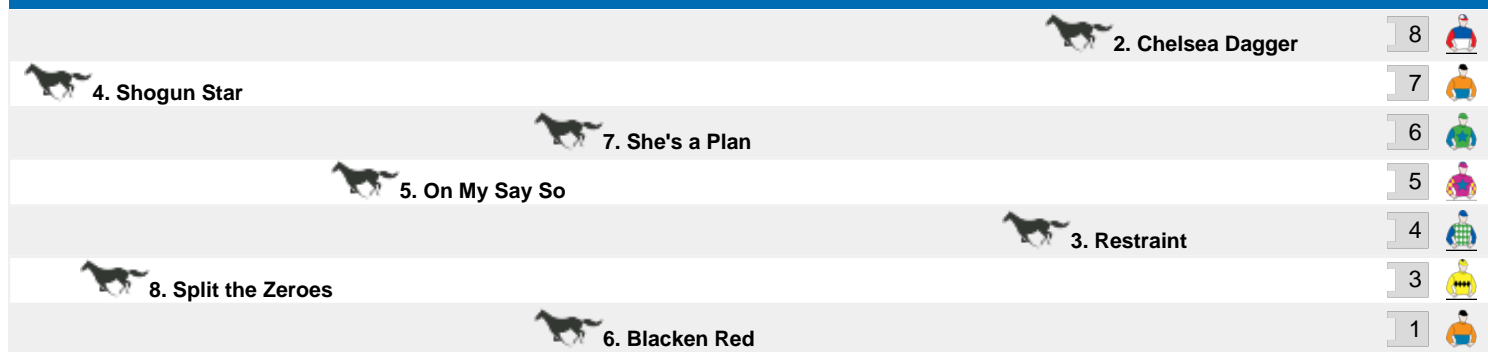 2. Chelsea Dagger 8
4. Shogun Star 7
7. She's a Plan 6
5. On My Say So 5
3. Restraint 4
8. Split the Zeroes 3
6. Blacken Red 1